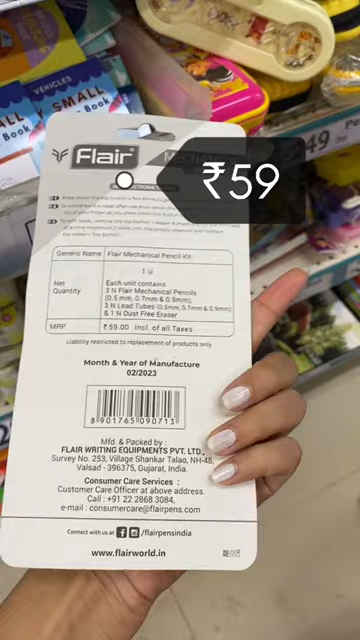 VEHICLES
SMALL
Book
SMALL
Book
Flair
₹59
49
Generic Name Flair Mechanical Pencil Kit
Net Quantity
1 U
Each unit contains
3 N Flair Mechanical Pencils
(0.5 mm, 0.7mm & 0.9mm),
3 N Lead Tubes (0.5mm, 0.7mm & 0.9mm)
& 1 N Dust Free Eraser
MRP ₹ 59.00 Incl. of all Taxes
Liability restricted to replacement of products only
Month & Year of Manufacture
02/2023
8 901765 090713
Mfd. & Packed by :
FLAIR WRITING EQUIPMENTS PVT. LTD.,
Survey No. 253, Village Shankar Talao, NH-48,
Valsad - 396375, Gujarat, India.
Consumer Care Services :
Customer Care Officer at above address.
Call : +91 22 2868 3084,
e-mail : consumercare@flairpens.com
Connect with us at /flairpensindia
www.flairworld.in